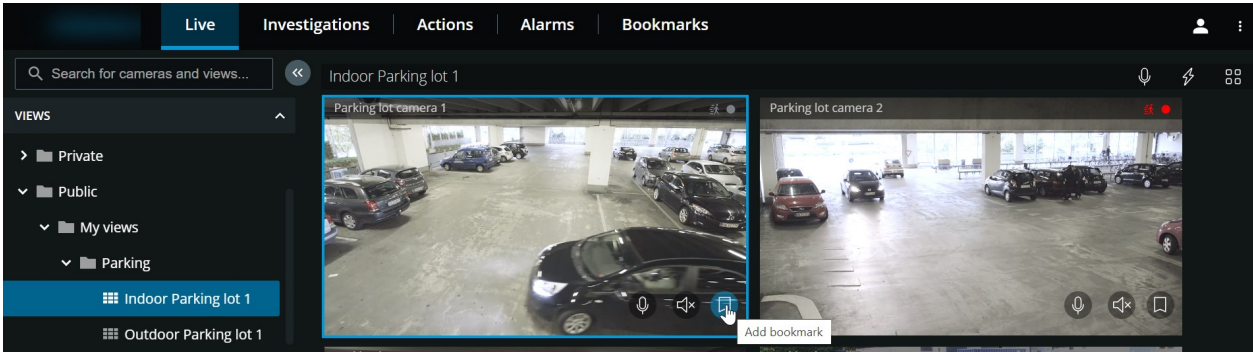 Live Investigations Actions Alarms Bookmarks
Search for cameras and views...
Indoor Parking lot 1
VIEWS
Parking lot camera 1
Parking lot camera 2
Private
Public
My views
Parking
Indoor Parking lot 1
Outdoor Parking lot 1
Add bookmark